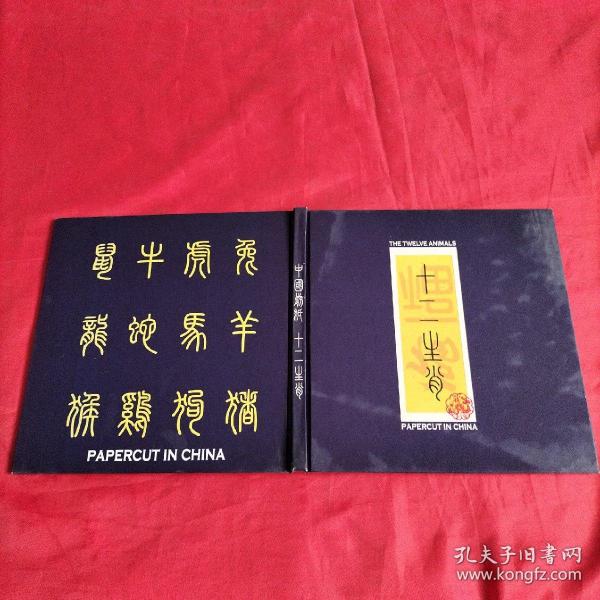 鼠牛虎兔
龍蛇馬羊
猴鷄狗猪
PAPERCUT IN CHINA
中國剪紙 十二生肖
THE TWELVE ANIMALS
十二生肖
PAPERCUT IN CHINA
孔夫子旧书网
www.kongfz.com